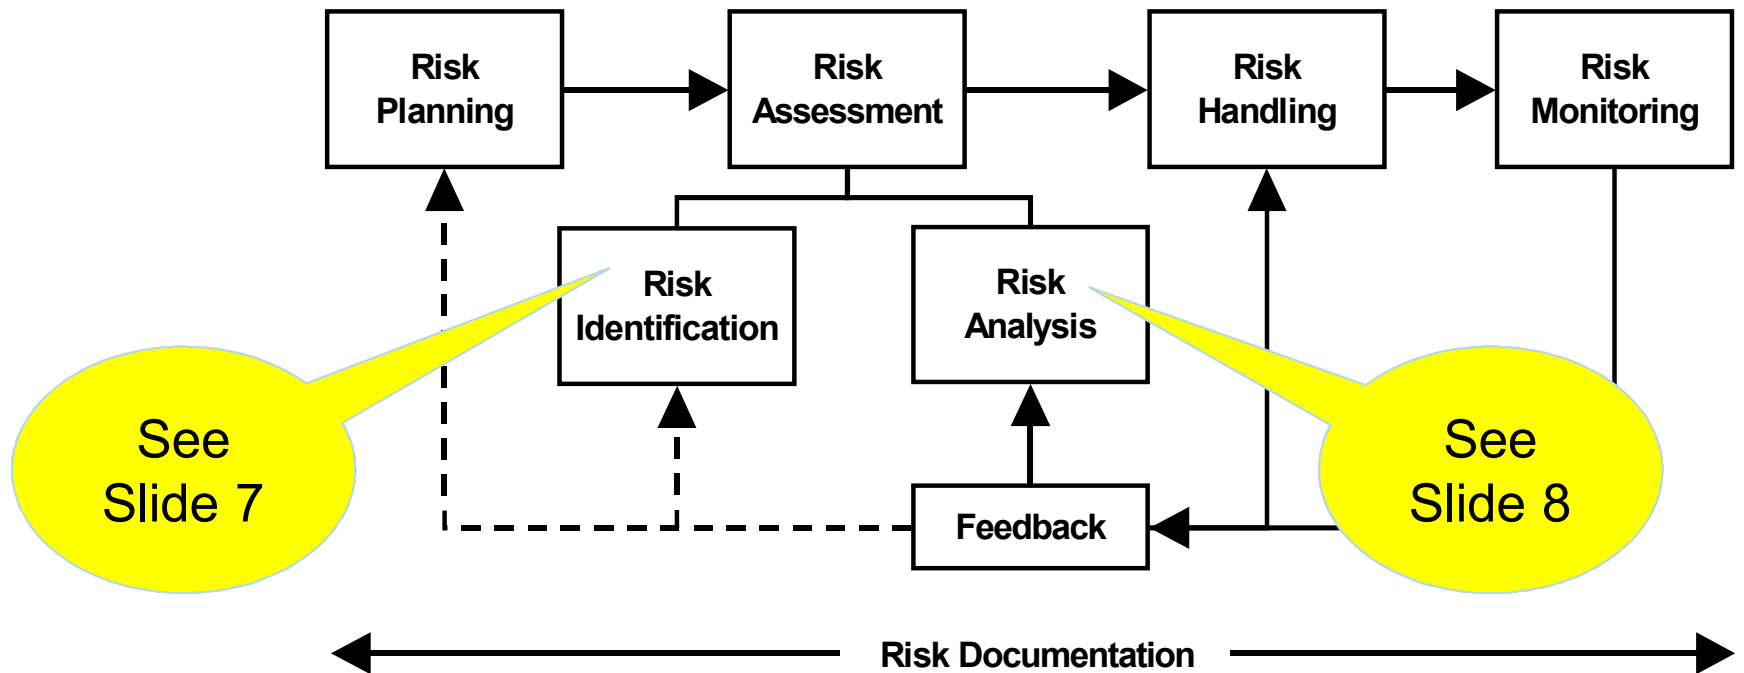 Risk
Planning
Risk
Assessment
Risk
Handling
Risk
Monitoring
Risk
Identification
Risk
Analysis
See
Slide 7
See
Slide 8
Feedback
Risk Documentation